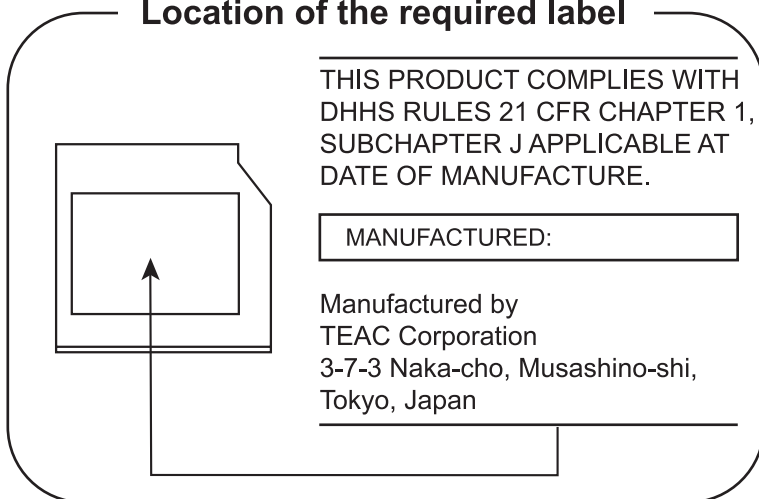 Location of the required label
THIS PRODUCT COMPLIES WITH
DHHS RULES 21 CFR CHAPTER 1,
SUBCHAPTER J APPLICABLE AT
DATE OF MANUFACTURE.
MANUFACTURED:
Manufactured by
TEAC Corporation
3-7-3 Naka-cho, Musashino-shi,
Tokyo, Japan